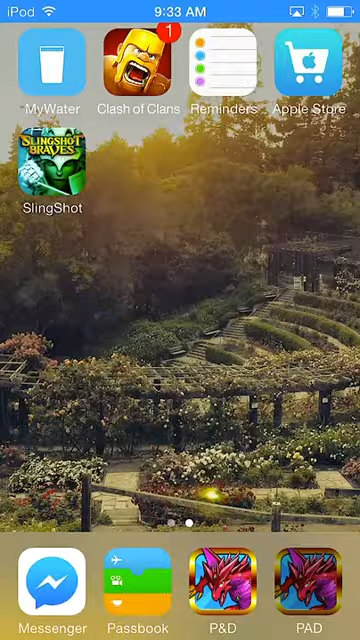 iPod 9:33 AM
1
MyWater Clash of Clans Reminders Apple Store
SLINGSHOT
BRAVES
SlingShot
Messenger Passbook P&D PAD